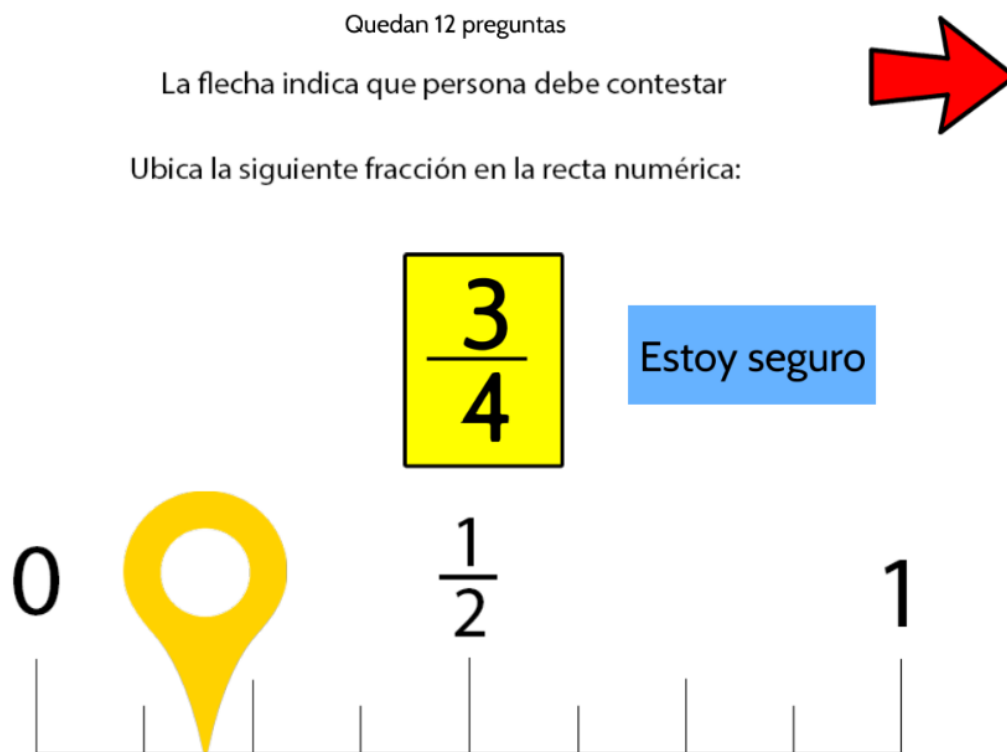 Quedan 12 preguntas
La flecha indica que persona debe contestar
Ubica la siguiente fracción en la recta numérica:
3
4
Estoy seguro
0
1
2
1